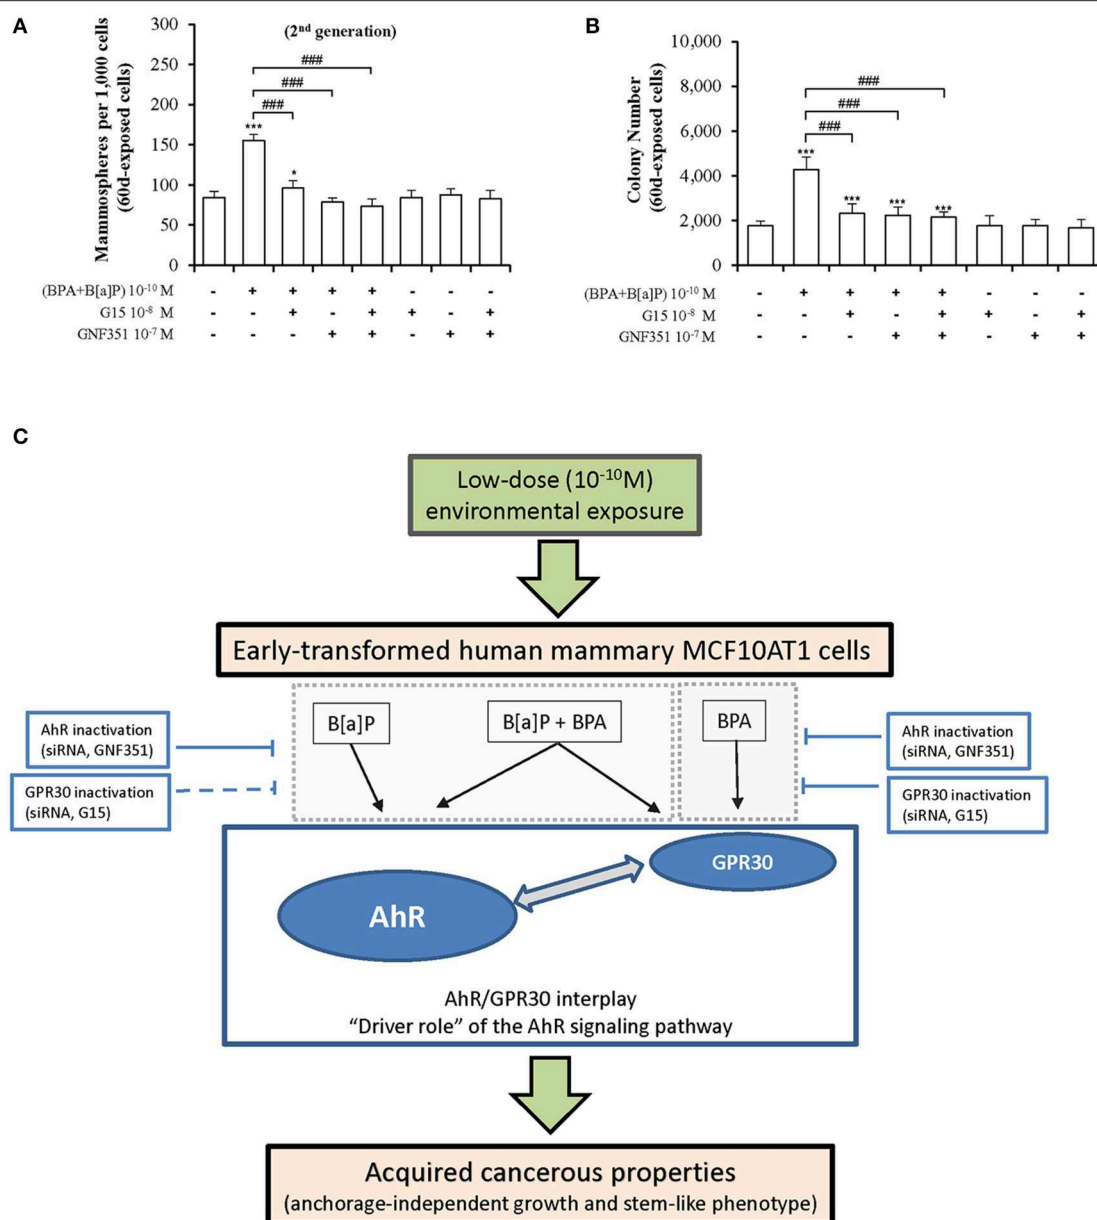 A
(2nd generation)
Mammospheres per 1,000 cells
(60d-exposed cells)
300
250
200
150
100
50
0
###
###
###
***
*
(BPA+B[a]P) 10-10 M - + + + + - - -
G15 10-8 M - - + - + + - +
GNF351 10-7 M - - - + + - + +
B
Colony Number
(60d-exposed cells)
10,000
8,000
6,000
4,000
2,000
0
###
###
###
***
*** *** ***
(BPA+B[a]P) 10-10 M - + + + + - - -
G15 10-8 M - - + - + + - +
GNF351 10-7 M - - - + + - + +
C
Low-dose (10-10M)
environmental exposure
Early-transformed human mammary MCF10AT1 cells
B[a]P
B[a]P + BPA
BPA
AhR inactivation
(siRNA, GNF351)
GPR30 inactivation
(siRNA, G15)
AhR inactivation
(siRNA, GNF351)
GPR30 inactivation
(siRNA, G15)
GPR30
AhR
AhR/GPR30 interplay
“Driver role” of the AhR signaling pathway
Acquired cancerous properties
(anchorage-independent growth and stem-like phenotype)